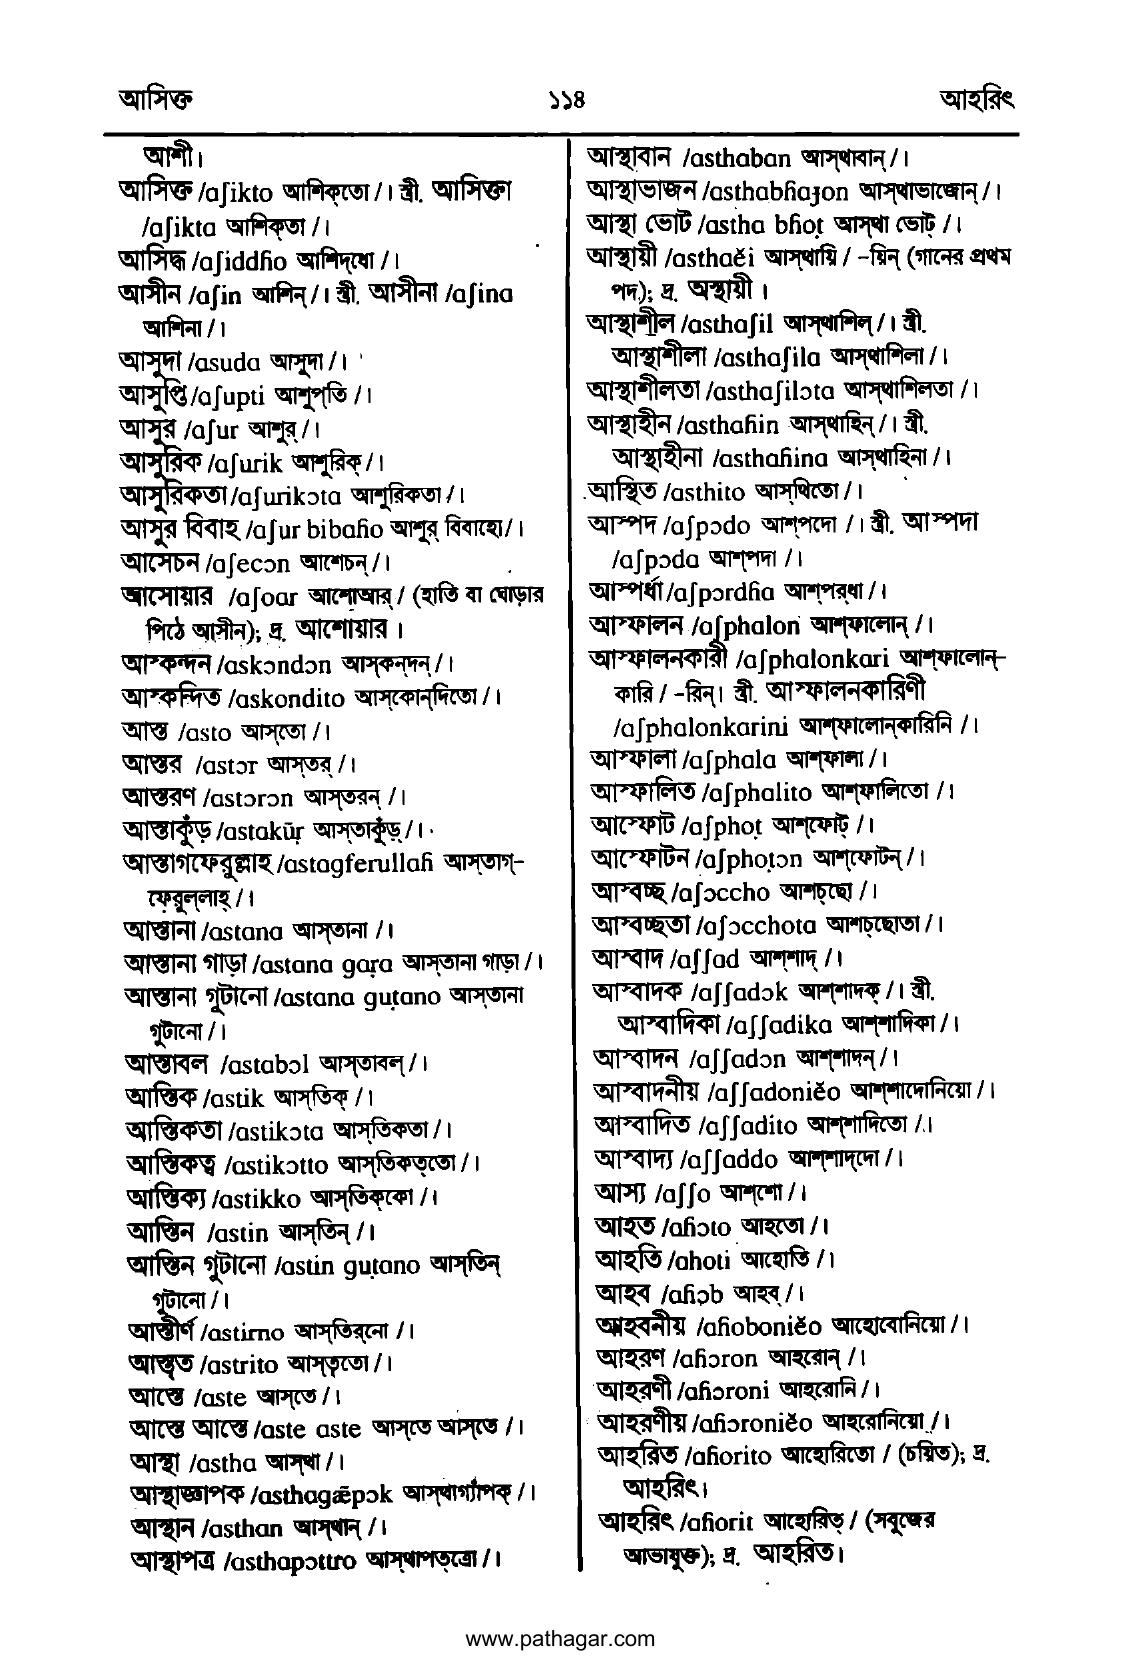 আসিক্ত
১১৪
আহরিৎ
আশী।
আসিক্ত /aʃikto আশিক্‌তো /। স্ত্রী. আসিক্তা
/aʃikta আশিক্‌তা /।
আসিদ্ধ /aʃiddɦo আশিদ্‌ধো /।
আসীন /aʃin আশিন্ /। স্ত্রী. আসীনা /aʃina
আশিনা /।
আসুদা /asuda আসুদা /।
আসুপ্তি /aʃupti আশুপ্‌তি /।
আসুর /aʃur আশুর্ /।
আসুরিক /aʃurik আশুরিক্ /।
আসুরিকতা /aʃurikɔta আশুরিকতা /।
আসুর বিবাহ /aʃur bibaɦo আশুর্ বিবাহো /।
আসেচন /aʃecɔn আশেচন্ /।
আসোয়ার /aʃoar আশোআর্ / (হাতি বা ঘোড়ার
পিঠে আসীন); দ্র. আশোয়ার ।
আস্কন্দন /askɔndɔn আস্‌কন্‌দন্ /।
আস্কন্দিত /askondito আস্‌কোন্‌দিতো /।
আস্ত /asto আস্‌তো /।
আস্তর /astɔr আস্‌তর্ /।
আস্তরণ /astɔrɔn আস্‌তরন্ /।
আস্তাকুঁড় /astakūṛ আস্‌তাকুঁড়্ /।
আস্তাগফেরুল্লাহ /astagferullaɦ আস্‌তাগ্‌-
ফে়রুল্‌লাহ্ /।
আস্তানা /astana আস্‌তানা /।
আস্তানা গাড়া /astana gaṛa আস্‌তানা গাড়া /।
আস্তানা গুটানো /astana guṭano আস্‌তানা
গুটানো /।
আস্তাবল /astabɔl আস্‌তাবল্ /।
আস্তিক /astik আস্‌তিক্ /।
আস্তিকতা /astikɔta আস্‌তিকতা /।
আস্তিকত্ব /astikɔtto আস্‌তিকত্‌তো /।
আস্তিক্য /astikko আস্‌তিক্‌কো /।
আস্তিন /astin আস্‌তিন্ /।
আস্তিন গুটানো /astin guṭano আস্‌তিন্
গুটানো /।
আস্তীর্ণ /astirno আস্‌তির্‌নো /।
আস্তৃত /astrito আস্‌তৃতো /।
আস্তে /aste আস্‌তে /।
আস্তে আস্তে /aste aste আস্‌তে আস্‌তে /।
আস্থা /astha আস্‌থা /।
আস্থাজ্ঞাপক /asthagæ̃pɔk আস্‌থাগ্যাঁপক্ /।
আস্থান /asthan আস্‌থান্ /।
আস্থাপত্র /asthapɔttro আস্‌থাপত্‌ত্রো /।
আস্থাবান /asthaban আস্‌থাবান্ /।
আস্থাভাজন /asthabɦaɟon আস্‌থাভাজোন্ /।
আস্থা ভোট /astha bɦoṭ আস্‌থা ভোট্ /।
আস্থায়ী /asthaĕi আস্‌থায়ি / -য়িন্ (গানের প্রথম
পদ); দ্র. অস্থায়ী ।
আস্থাশীল /asthaʃil আস্‌থাশিল্ /। স্ত্রী.
আস্থাশীলা /asthaʃila আস্‌থাশিলা /।
আস্থাশীলতা /asthaʃilɔta আস্‌থাশিলতা /।
আস্থাহীন /asthaɦin আস্‌থাহিন্ /। স্ত্রী.
আস্থাহীনা /asthaɦina আস্‌থাহিনা /।
আস্থিত /asthito আস্‌থিতো /।
আস্পদ /aʃpɔdo আশ্‌পদো /। স্ত্রী. আস্পদা
/aʃpɔda আশ্‌পদা /।
আস্পর্ধা /aʃpɔrdɦa আশ্‌পর্‌ধা /।
আস্ফালন /aʃphalon আশ্‌ফালোন্ /।
আস্ফালনকারী /aʃphalonkari আশ্‌ফালোন্‌-
কারি / -রিন্। স্ত্রী. আস্ফালনকারিণী
/aʃphalonkarini আশ্‌ফালোন্‌কারিনি /।
আস্ফালা /aʃphala আশ্‌ফালা /।
আস্ফালিত /aʃphalito আশ্‌ফালিতো /।
আস্ফোট /aʃphoṭ আশ্‌ফোট্ /।
আস্ফোটন /aʃphoṭɔn আশ্‌ফোটন্ /।
আস্বচ্ছ /aʃɔccho আশচ্‌ছো /।
আস্বচ্ছতা /aʃɔcchota আশচ্‌ছোতা /।
আস্বাদ /aʃʃad আশ্‌শাদ্ /।
আস্বাদক /aʃʃadɔk আশ্‌শাদক্ /। স্ত্রী.
আস্বাদিকা /aʃʃadika আশ্‌শাদিকা /।
আস্বাদন /aʃʃadɔn আশ্‌শাদন্ /।
আস্বাদনীয় /aʃʃadoniĕo আশ্‌শাদোনিয়ো /।
আস্বাদিত /aʃʃadito আশ্‌শাদিতো /।
আস্বাদ্য /aʃʃaddo আশ্‌শাদ্‌দো /।
আস্য /aʃʃo আশ্‌শো /।
আহত /aɦɔto আহতো /।
আহতি /ahoti আহোতি /।
আহব /aɦɔb আহব্ /।
আহবনীয় /aɦoboniĕo আহোবোনিয়ো /।
আহরণ /aɦɔron আহরোন্ /।
আহরণী /aɦɔroni আহরোনি /।
আহরণীয় /aɦɔroniĕo আহরোনিয়ো /।
আহরিত /aɦorito আহোরিতো / (চয়িত); দ্র.
আহরিৎ।
আহরিৎ /aɦorit আহোরিত্ / (সবুজের
আভাযুক্ত); দ্র. আহরিত।
www.pathagar.com